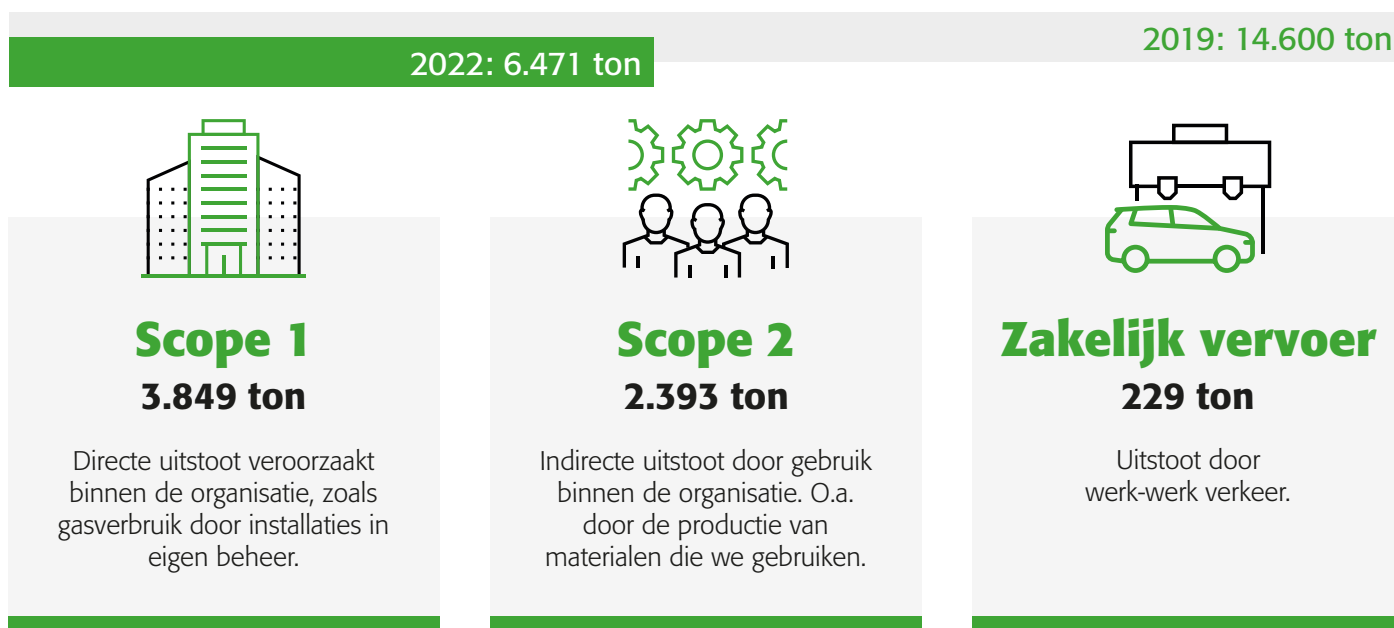 2019: 14.600 ton
2022: 6.471 ton
Scope 1
3.849 ton
Directe uitstoot veroorzaakt
binnen de organisatie, zoals
gasverbruik door installaties in
eigen beheer.
Scope 2
2.393 ton
Indirecte uitstoot door gebruik
binnen de organisatie. O.a.
door de productie van
materialen die we gebruiken.
Zakelijk vervoer
229 ton
Uitstoot door
werk-werk verkeer.